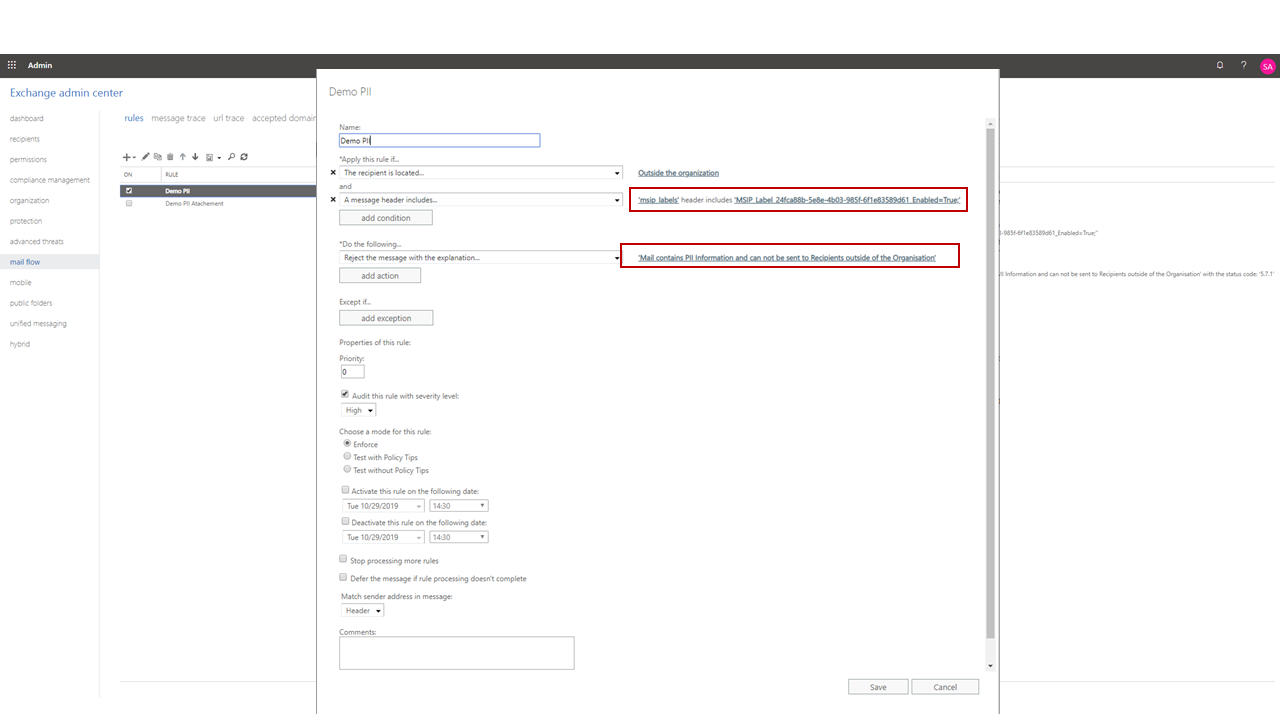 Admin
?
SA
Exchange admin center
dashboard
recipients
permissions
compliance management
organization
protection
advanced threats
mail flow
mobile
public folders
unified messaging
hybrid
rules message trace url trace accepted domain
ON RULE
Demo PII
Demo PII Atachement
Demo PII
Name:
Demo PII
*Apply this rule if...
The recipient is located... Outside the organization
and
A message header includes... 'msip_labels' header includes 'MSIP_Label_24fca88b-5e8e-4b03-985f-6f1e83589d61_Enabled=True;'
add condition
*Do the following...
Reject the message with the explanation... 'Mail contains PII Information and can not be sent to Recipients outside of the Organisation'
add action
Except if...
add exception
Properties of this rule:
Priority:
0
Audit this rule with severity level:
High
Choose a mode for this rule:
Enforce
Test with Policy Tips
Test without Policy Tips
Activate this rule on the following date:
Tue 10/29/2019 14:30
Deactivate this rule on the following date:
Tue 10/29/2019 14:30
Stop processing more rules
Defer the message if rule processing doesn't complete
Match sender address in message:
Header
Comments:
Save Cancel
3-985f-6f1e83589d61_Enabled=True;"
PII Information and can not be sent to Recipients outside of the Organisation' with the status code: '5.7.1'